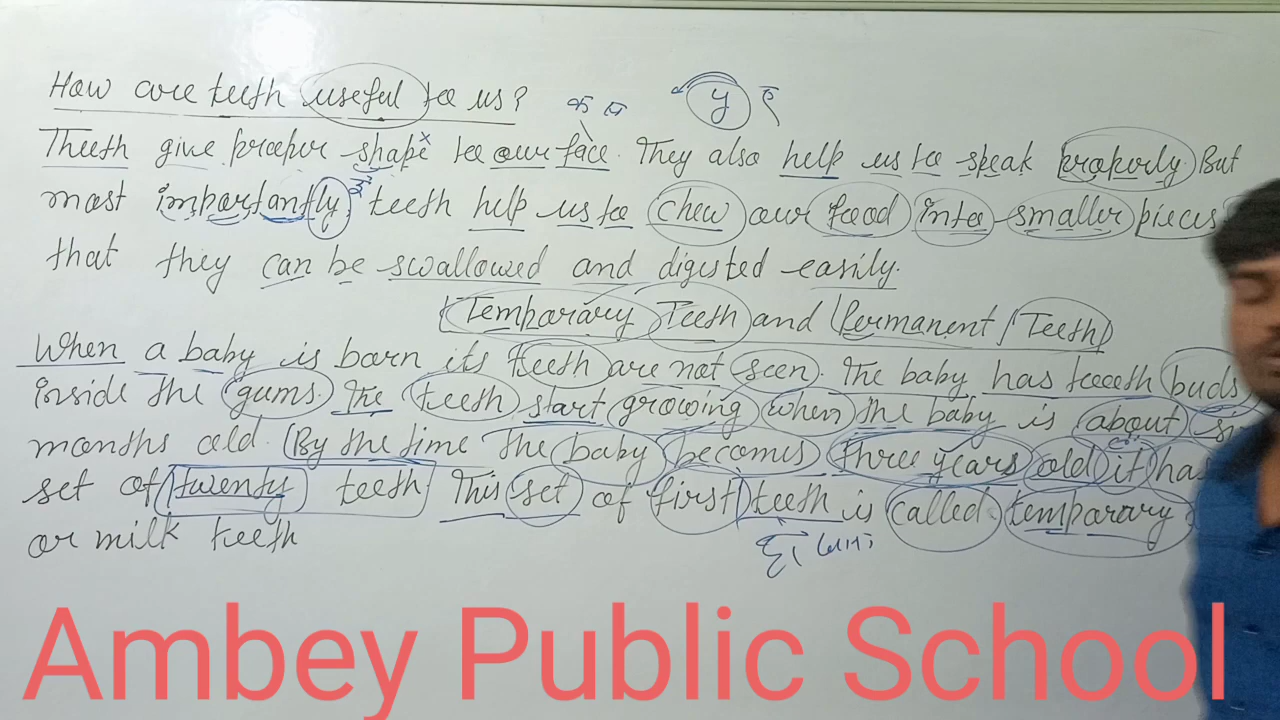 How are teeth useful to us?
Theeth give proper shape to our face. They also help us to speak properly. But
most importantly, teeth help us to chew our food into smaller pieces
that they can be swallowed and digested easily.
Temporary Teeth and Permanent Teeth
When a baby is born its teeth are not seen. The baby has teeth buds
inside the gums. The teeth start growing when the baby is about
months old. By the time the baby becomes three years old it has
set of twenty teeth This set of first teeth is called temporary
or milk teeth
y
Ambey Public School